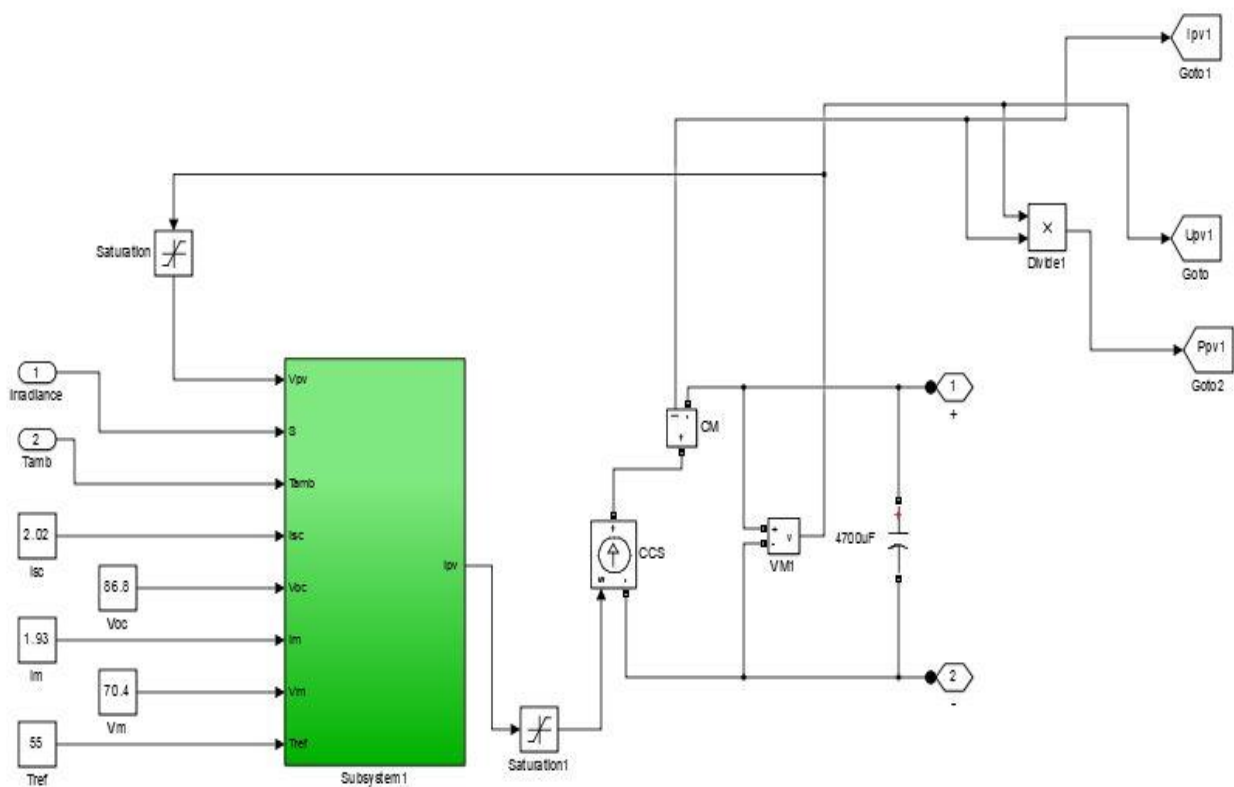 Ipv1
Goto1
Saturation
X
Divide1
Upv1
Goto
Ppv1
Goto2
1
Irradiance
2
Tamb
2.02
Isc
86.8
Voc
1.93
Im
70.4
Vm
55
Tref
Vpv
S
Tamb
Isc
Voc
Im
Vm
Tref
Ipv
Subsystem1
Saturation1
CM
CCS
+
-
v
VM1
4700uF
+
1
+
2
-